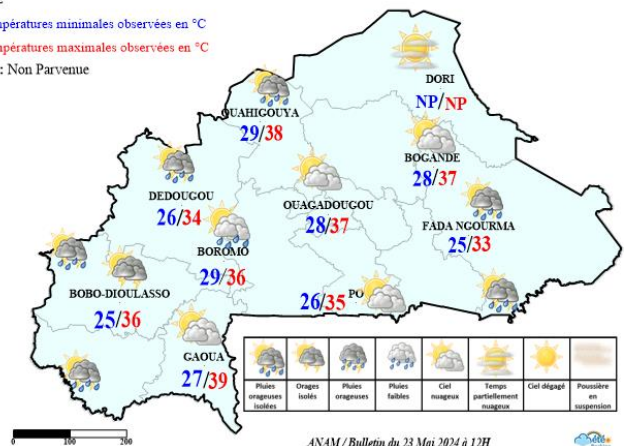 températures minimales observées en °C
températures maximales observées en °C
: Non Parvenue
DORI
NP/NP
OUAHIGOUYA
29/38
BOGANDE
28/37
DEDOUGOU
26/34
OUAGADOUGOU
28/37
FADA NGOURMA
25/33
BOROMO
29/36
BOBO-DIOULASSO
25/36
26/35 PO
GAOUA
27/39
Pluies orageuses isolées
Orages isolés
Pluies orageuses
Pluies faibles
Ciel nuageux
Temps partiellement nuageux
Ciel dégagé
Poussière en suspension
0 100 200
ANAM / Bulletin du 23 Mai 2024 à 12H